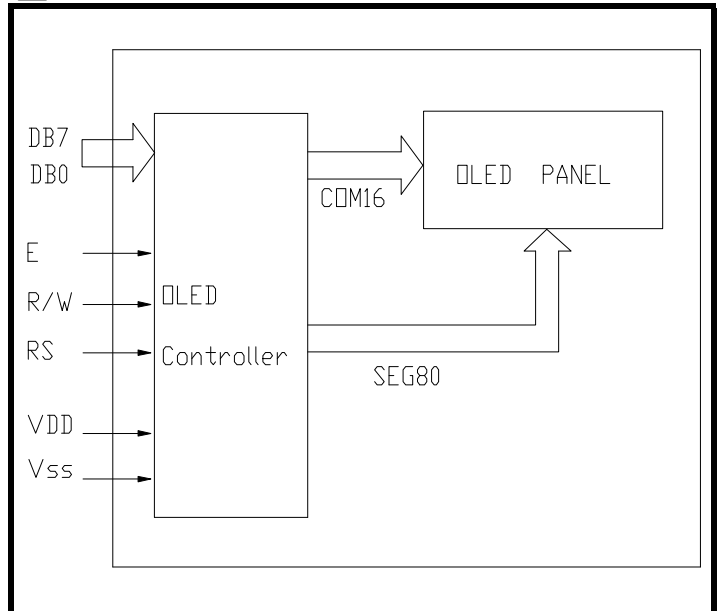 DB7
DB0
E
R/W
RS
VDD
Vss
OLED
Controller
COM16
SEG80
OLED PANEL